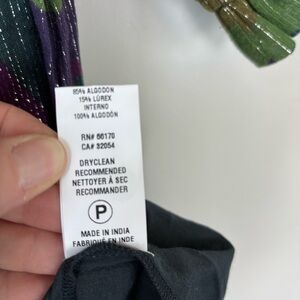 85% ALGODON
15% LUREX
INTERNO
100% ALGODÓN
RN# 66170
CA# 32054
DRYCLEAN
RECOMMENDED
NETTOYER À SEC
RECOMMANDER
P
MADE IN INDIA
FABRIQUÉ EN INDE